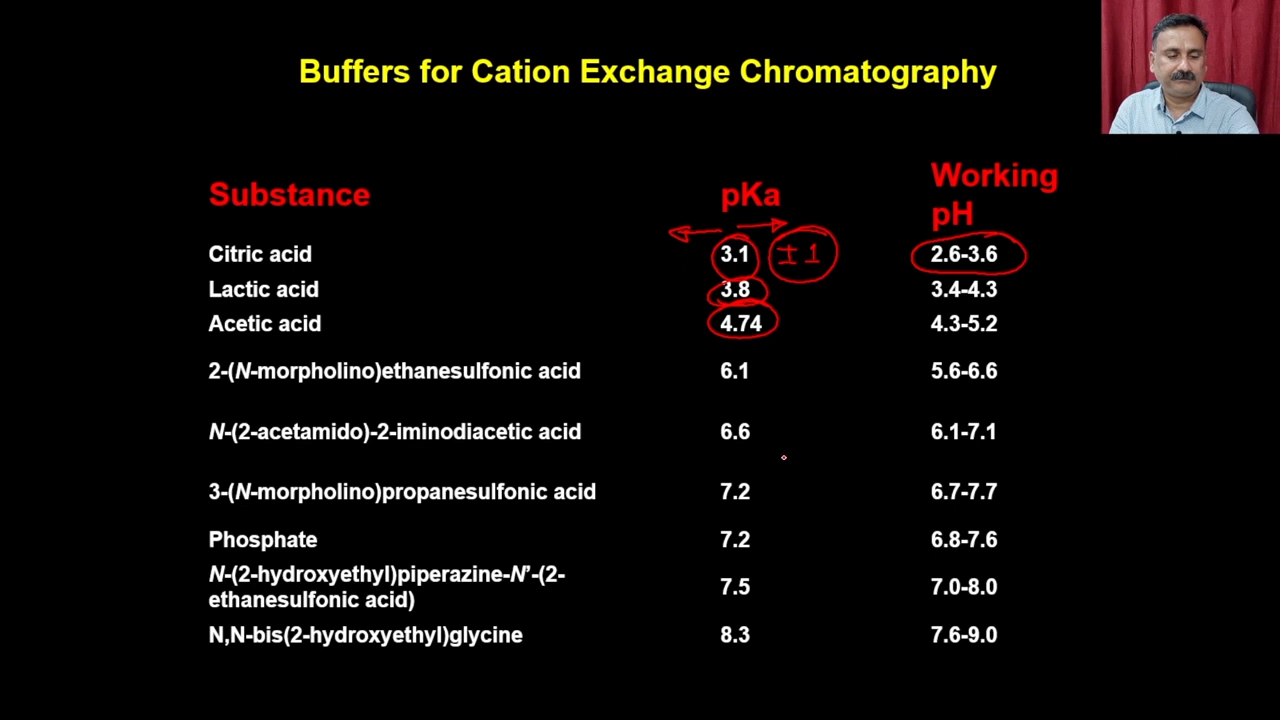 Buffers for Cation Exchange Chromatography
Substance pKa Working pH
Citric acid 3.1 ± 1 2.6-3.6
Lactic acid 3.8 3.4-4.3
Acetic acid 4.74 4.3-5.2
2-(N-morpholino)ethanesulfonic acid 6.1 5.6-6.6
N-(2-acetamido)-2-iminodiacetic acid 6.6 6.1-7.1
3-(N-morpholino)propanesulfonic acid 7.2 6.7-7.7
Phosphate 7.2 6.8-7.6
N-(2-hydroxyethyl)piperazine-N’-(2-
ethanesulfonic acid) 7.5 7.0-8.0
N,N-bis(2-hydroxyethyl)glycine 8.3 7.6-9.0